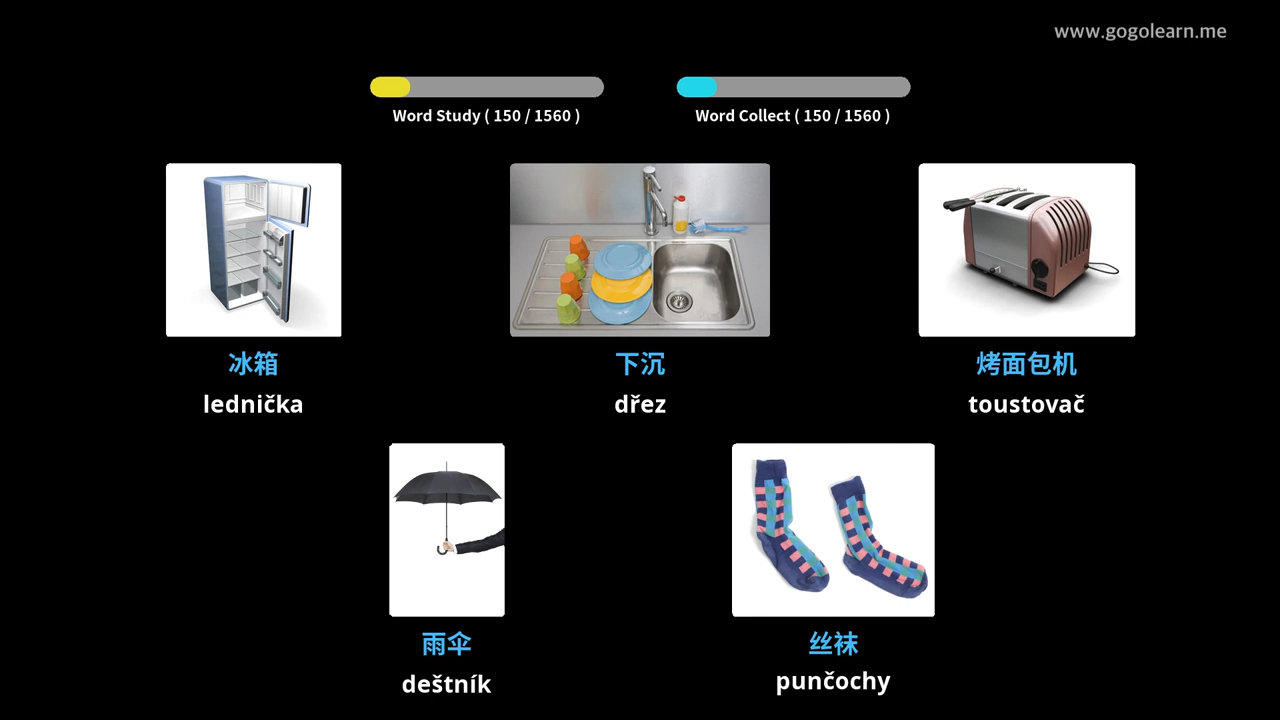 www.gogolearn.me
Word Study ( 150 / 1560 )
Word Collect ( 150 / 1560 )
冰箱
lednička
下沉
dřez
烤面包机
toustovač
雨伞
deštník
丝袜
punčochy